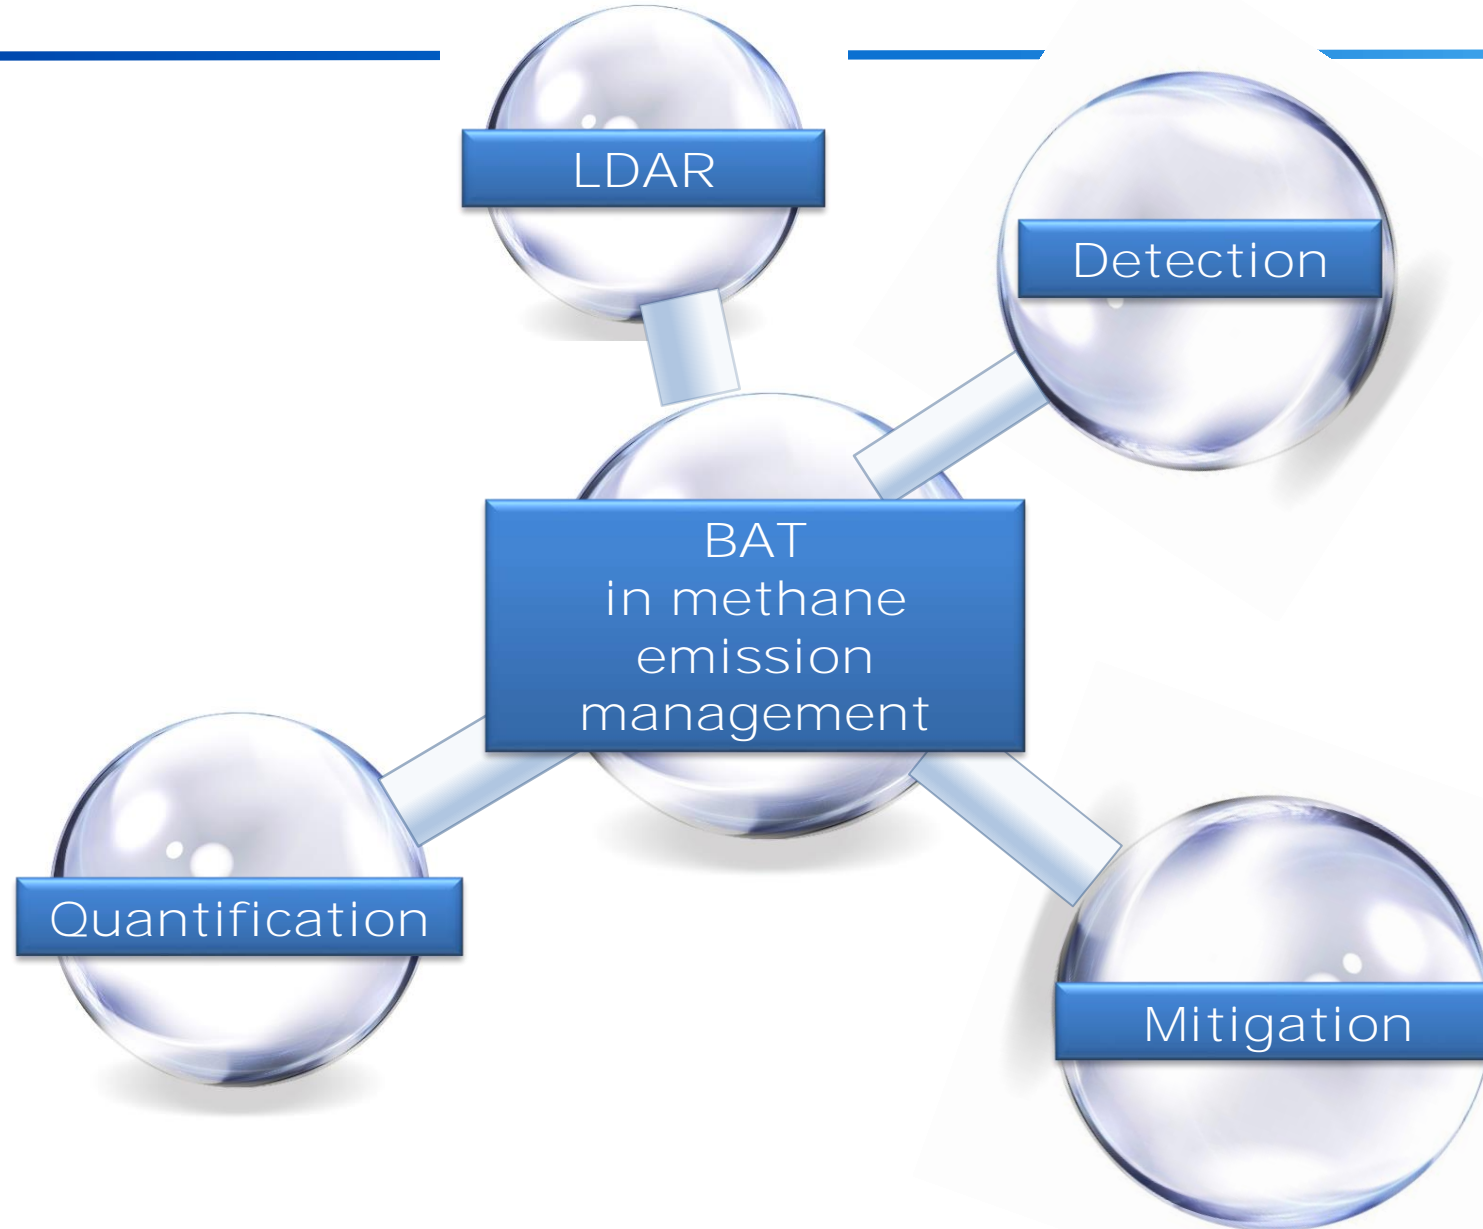 LDAR
Detection
BAT
in methane
emission
management
Quantification
Mitigation